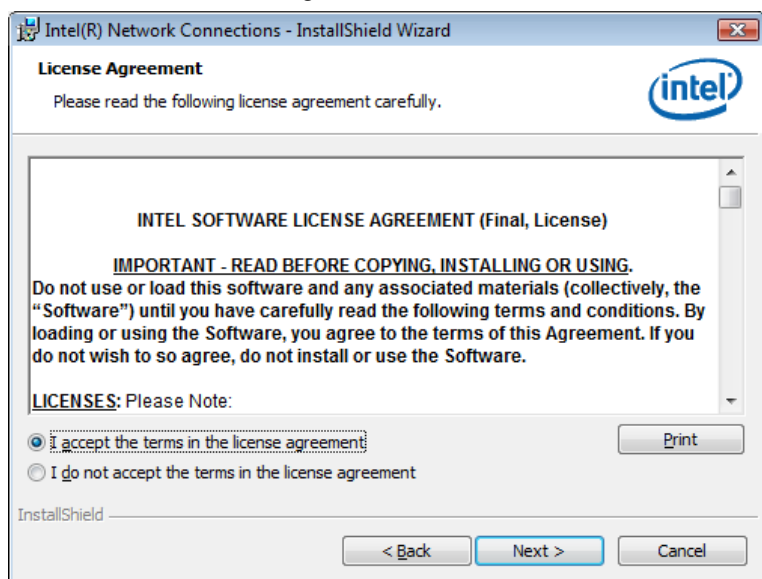 Intel(R) Network Connections - InstallShield Wizard
License Agreement
Please read the following license agreement carefully.
intel
INTEL SOFTWARE LICENSE AGREEMENT (Final, License)
IMPORTANT - READ BEFORE COPYING, INSTALLING OR USING.
Do not use or load this software and any associated materials (collectively, the
“Software”) until you have carefully read the following terms and conditions. By
loading or using the Software, you agree to the terms of this Agreement. If you
do not wish to so agree, do not install or use the Software.
LICENSES: Please Note:
I accept the terms in the license agreement
Print
I do not accept the terms in the license agreement
InstallShield
< Back
Next >
Cancel